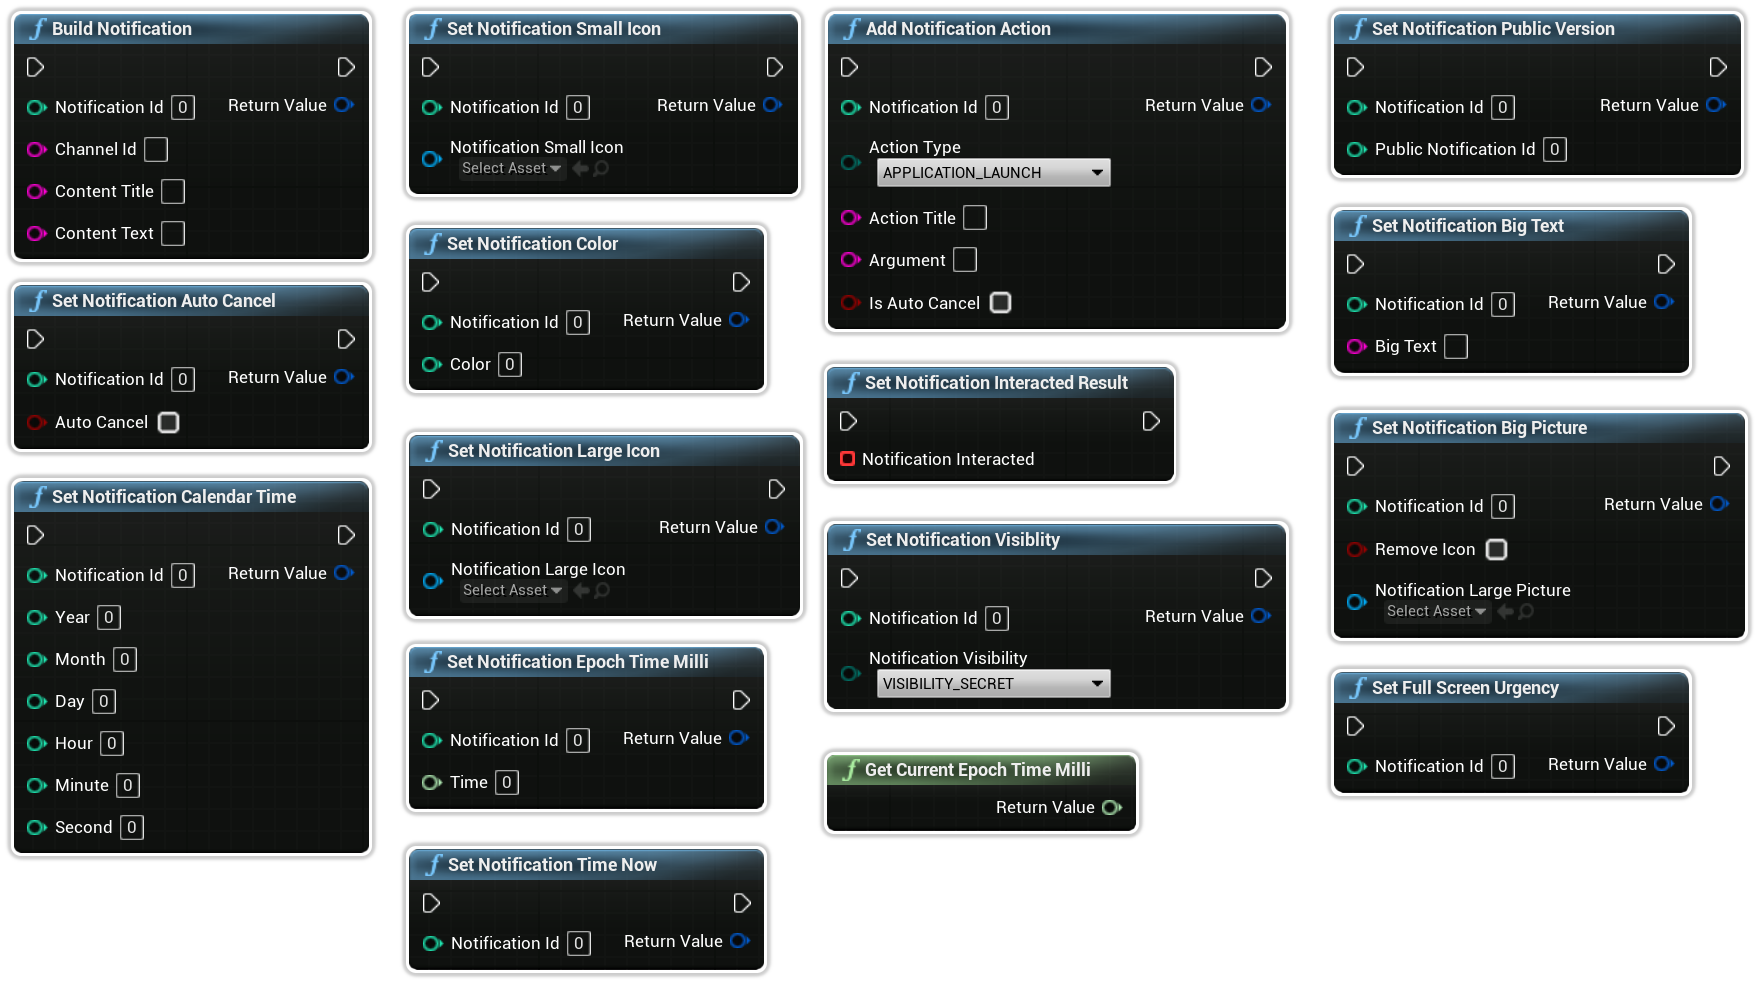 Build Notification
Notification Id 0 Return Value
Channel Id
Content Title
Content Text
Set Notification Auto Cancel
Notification Id 0 Return Value
Auto Cancel
Set Notification Calendar Time
Notification Id 0 Return Value
Year 0
Month 0
Day 0
Hour 0
Minute 0
Second 0
Set Notification Small Icon
Notification Id 0 Return Value
Notification Small Icon
Select Asset
Set Notification Color
Notification Id 0 Return Value
Color 0
Set Notification Large Icon
Notification Id 0 Return Value
Notification Large Icon
Select Asset
Set Notification Epoch Time Milli
Notification Id 0 Return Value
Time 0
Set Notification Time Now
Notification Id 0 Return Value
Add Notification Action
Notification Id 0 Return Value
Action Type
APPLICATION_LAUNCH
Action Title
Argument
Is Auto Cancel
Set Notification Interacted Result
Notification Interacted
Set Notification Visiblity
Notification Id 0 Return Value
Notification Visibility
VISIBILITY_SECRET
Get Current Epoch Time Milli
Return Value
Set Notification Public Version
Notification Id 0 Return Value
Public Notification Id 0
Set Notification Big Text
Notification Id 0 Return Value
Big Text
Set Notification Big Picture
Notification Id 0 Return Value
Remove Icon
Notification Large Picture
Select Asset
Set Full Screen Urgency
Notification Id 0 Return Value